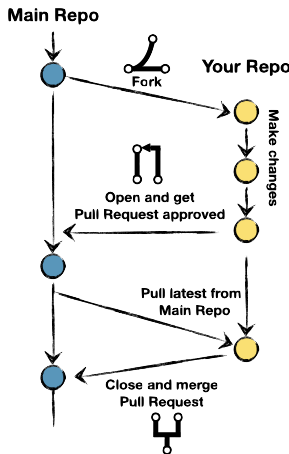 Main Repo
Fork
Your Repo
Make changes
Open and get
Pull Request approved
Pull latest from
Main Repo
Close and merge
Pull Request